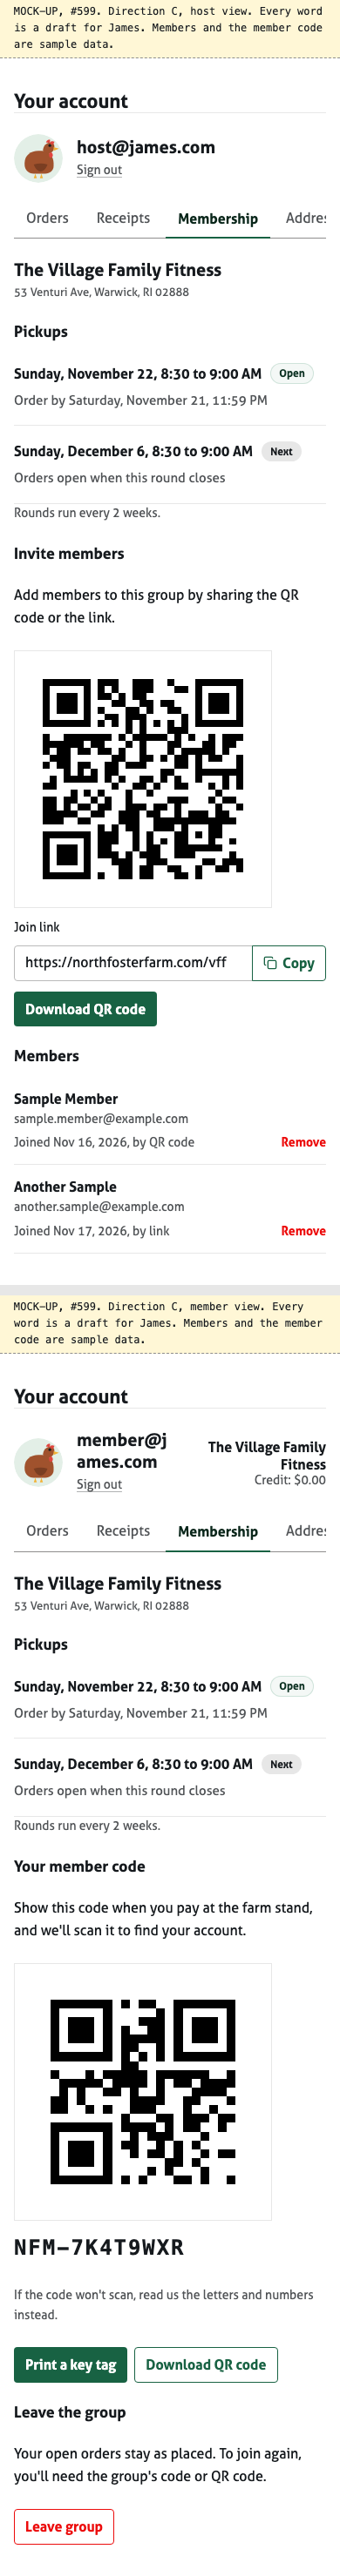 MOCK-UP, #599. Direction C, host view. Every word
is a draft for James. Members and the member code
are sample data.
Your account
host@james.com
Sign out
Orders Receipts Membership Addres
The Village Family Fitness
53 Venturi Ave, Warwick, RI 02888
Pickups
Sunday, November 22, 8:30 to 9:00 AM Open
Order by Saturday, November 21, 11:59 PM
Sunday, December 6, 8:30 to 9:00 AM Next
Orders open when this round closes
Rounds run every 2 weeks.
Invite members
Add members to this group by sharing the QR
code or the link.
Join link
https://northfosterfarm.com/vff Copy
Download QR code
Members
Sample Member
sample.member@example.com
Joined Nov 16, 2026, by QR code Remove
Another Sample
another.sample@example.com
Joined Nov 17, 2026, by link Remove
MOCK-UP, #599. Direction C, member view. Every
word is a draft for James. Members and the member
code are sample data.
Your account
member@j
ames.com
Sign out
The Village Family
Fitness
Credit: $0.00
Orders Receipts Membership Addres
The Village Family Fitness
53 Venturi Ave, Warwick, RI 02888
Pickups
Sunday, November 22, 8:30 to 9:00 AM Open
Order by Saturday, November 21, 11:59 PM
Sunday, December 6, 8:30 to 9:00 AM Next
Orders open when this round closes
Rounds run every 2 weeks.
Your member code
Show this code when you pay at the farm stand,
and we'll scan it to find your account.
NFM-7K4T9WXR
If the code won't scan, read us the letters and numbers
instead.
Print a key tag Download QR code
Leave the group
Your open orders stay as placed. To join again,
you'll need the group's code or QR code.
Leave group